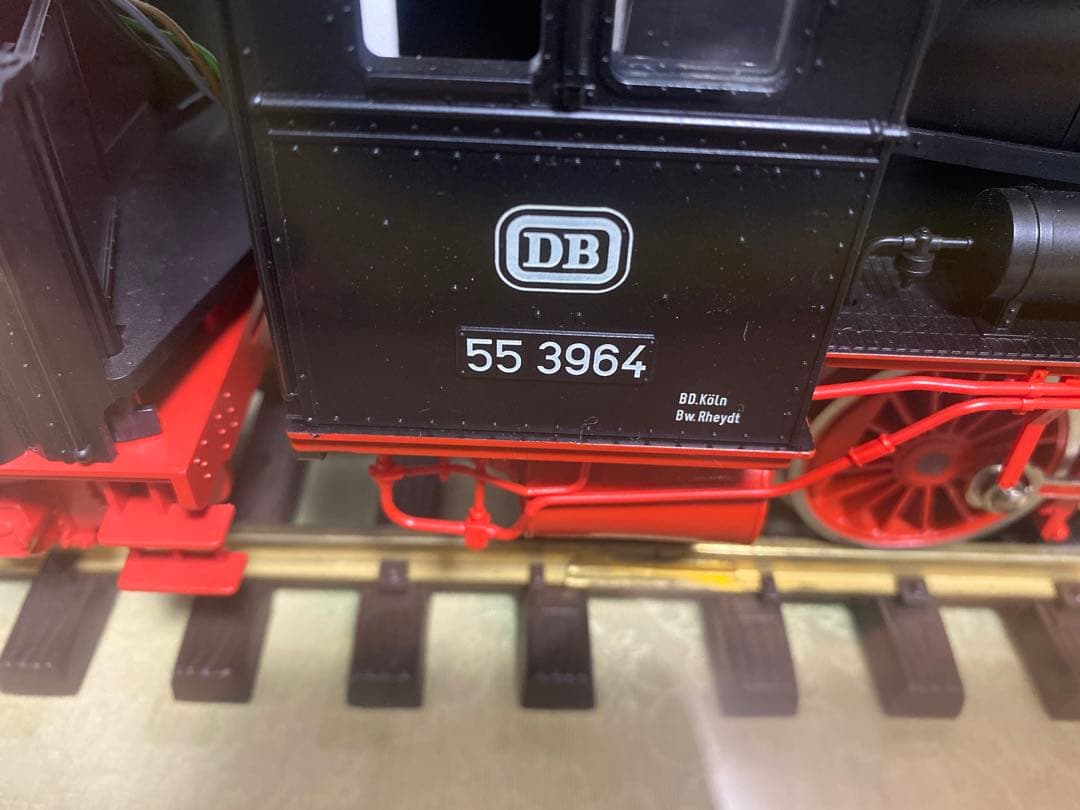 DB
55 3964
BD.Köln
Bw.Rheydt